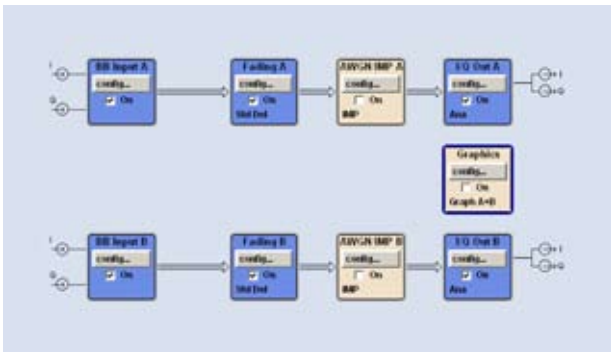 BB Input A
Fading A
AWGN/IMP A
I/Q Out A
I
config...
config...
config...
config...
I
Q
On
On
On
On
Q
Std Del
IMP
Ana
Graphics
config...
On
Graph A+B
BB Input B
Fading B
AWGN/IMP B
I/Q Out B
I
config...
config...
config...
config...
I
Q
On
On
On
On
Q
Std Del
IMP
Ana